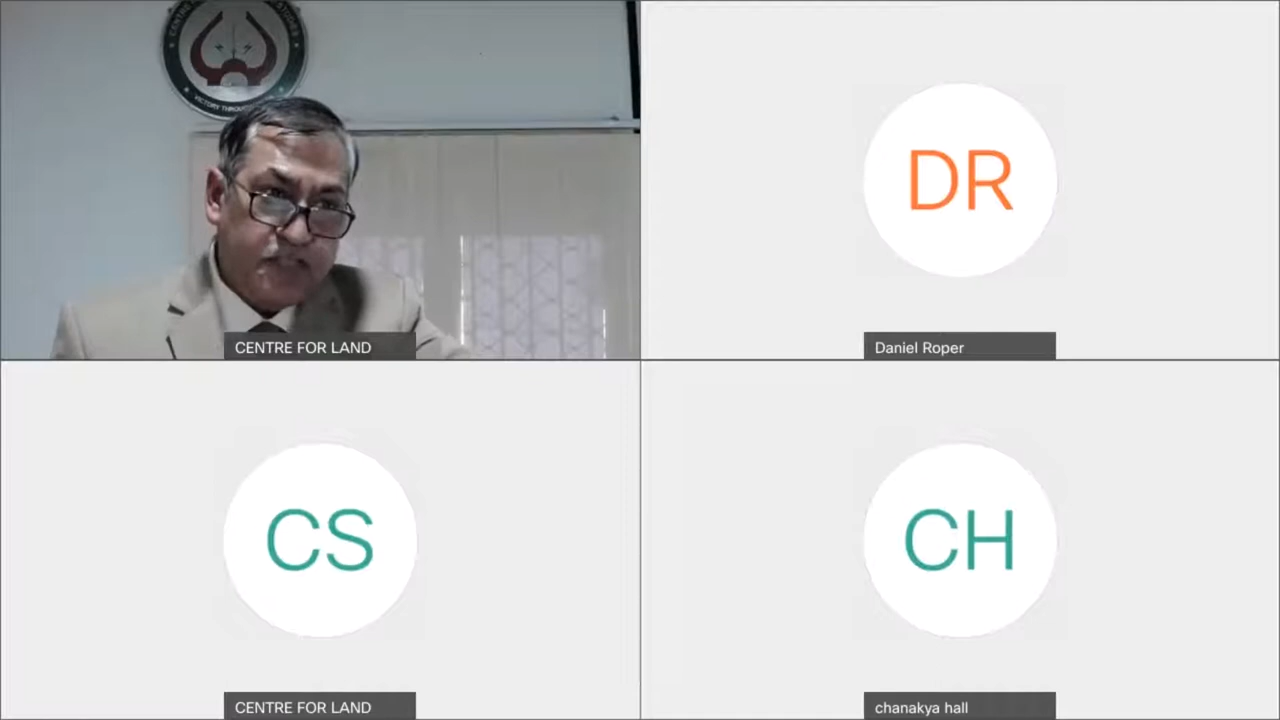 VICTORY THROUGH
CENTRE FOR LAND
DR
Daniel Roper
CS
CENTRE FOR LAND
CH
chanakya hall